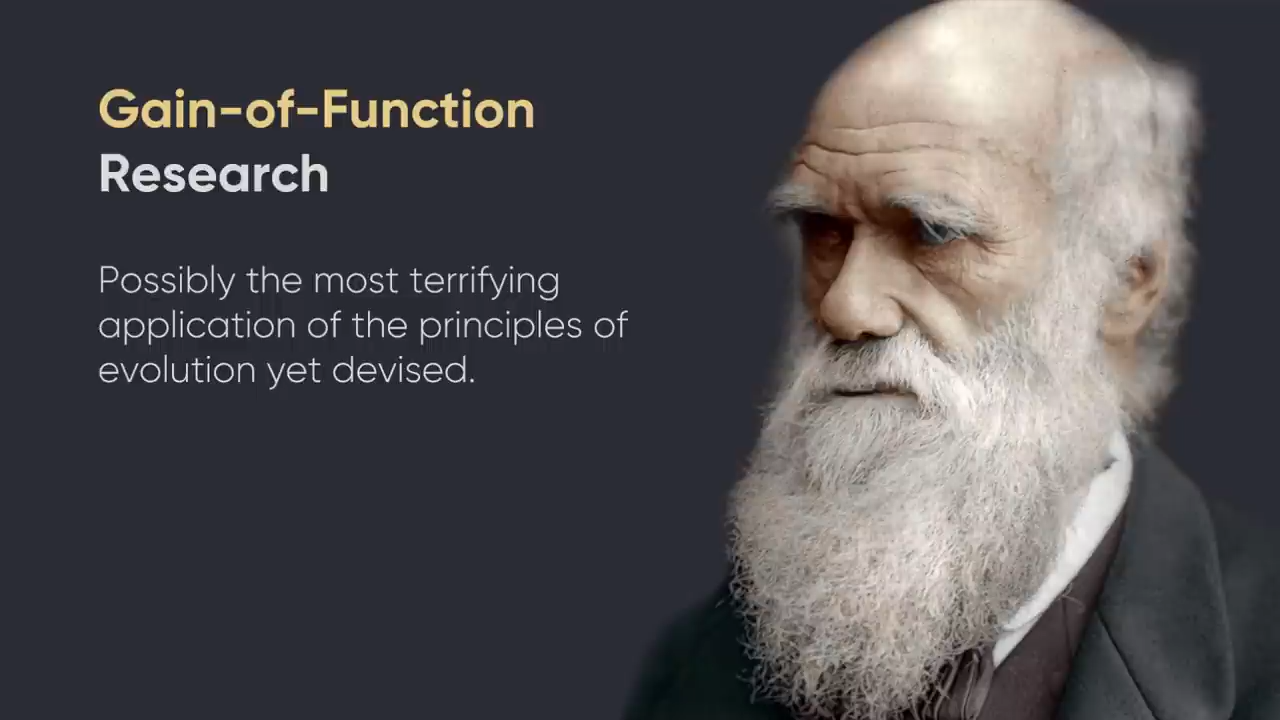 Gain-of-Function
Research
Possibly the most terrifying
application of the principles of
evolution yet devised.